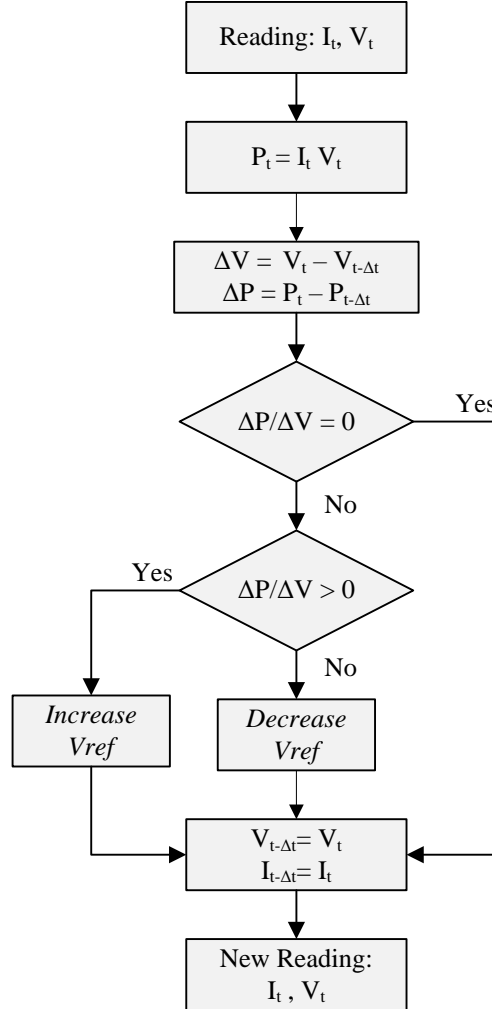 Reading: Iₜ, Vₜ
Pₜ = Iₜ Vₜ
ΔV = Vₜ – Vₜ₋Δₜ
ΔP = Pₜ – Pₜ₋Δₜ
ΔP/ΔV = 0
Yes
No
ΔP/ΔV > 0
Yes
No
Increase
Vref
Decrease
Vref
Vₜ₋Δₜ= Vₜ
Iₜ₋Δₜ= Iₜ
New Reading:
Iₜ , Vₜ